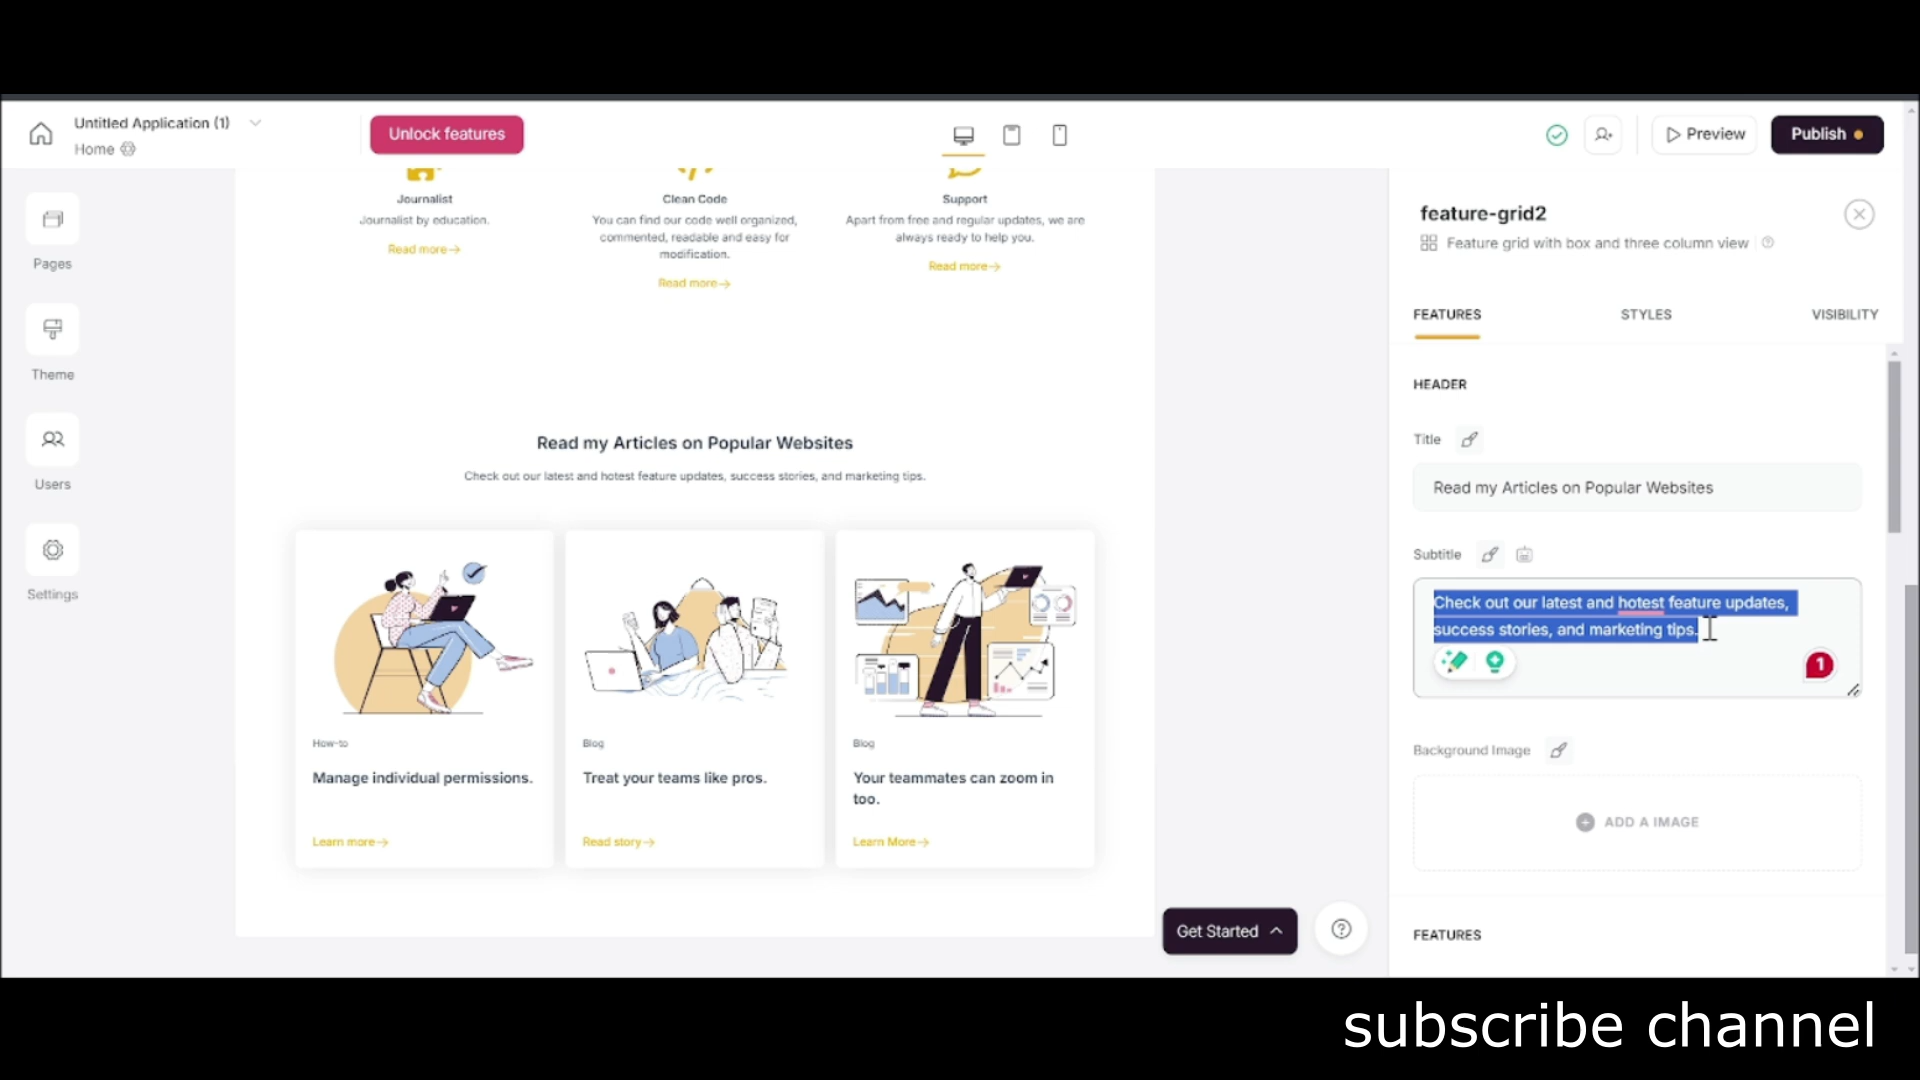 Untitled Application (1)
Home
Unlock features
Preview
Publish
Pages
Theme
Users
Settings
Journalist
Journalist by education.
Read more→
Clean Code
You can find our code well organized,
commented, readable and easy for
modification.
Read more→
Support
Apart from free and regular updates, we are
always ready to help you.
Read more→
Read my Articles on Popular Websites
Check out our latest and hotest feature updates, success stories, and marketing tips.
How-to
Manage individual permissions.
Learn more→
Blog
Treat your teams like pros.
Read story→
Blog
Your teammates can zoom in
too.
Learn More→
Get Started
feature-grid2
Feature grid with box and three column view
FEATURES
STYLES
VISIBILITY
HEADER
Title
Read my Articles on Popular Websites
Subtitle
Check out our latest and hotest feature updates,
success stories, and marketing tips.
1
Background Image
ADD A IMAGE
FEATURES
subscribe channel